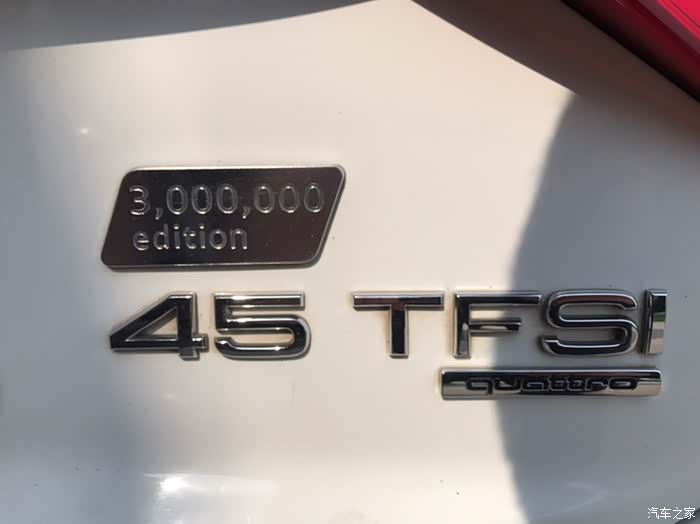 3,000,000
edition
45 TFSI
quattro
汽车之家